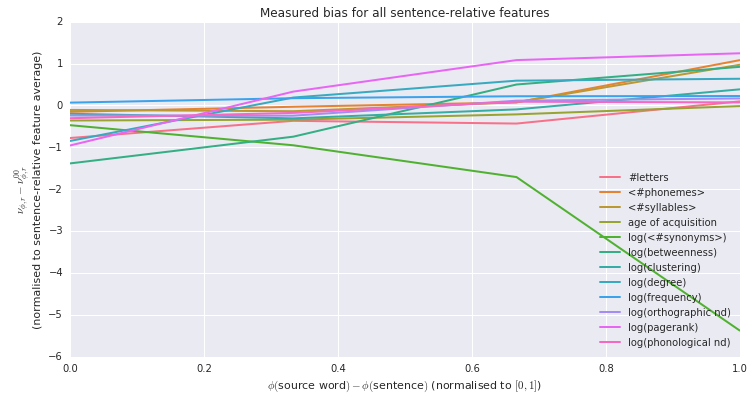 Measured bias for all sentence-relative features
2
1
0
−1
−2
−3
−4
−5
−6
ν_{φ,r} − ν^{00}_{φ,r}
(normalised to sentence-relative feature average)
#letters
<#phonemes>
<#syllables>
age of acquisition
log(<#synonyms>)
log(betweenness)
log(clustering)
log(degree)
log(frequency)
log(orthographic nd)
log(pagerank)
log(phonological nd)
0.0 0.2 0.4 0.6 0.8 1.0
ϕ(source word) − ϕ(sentence) (normalised to [0, 1])